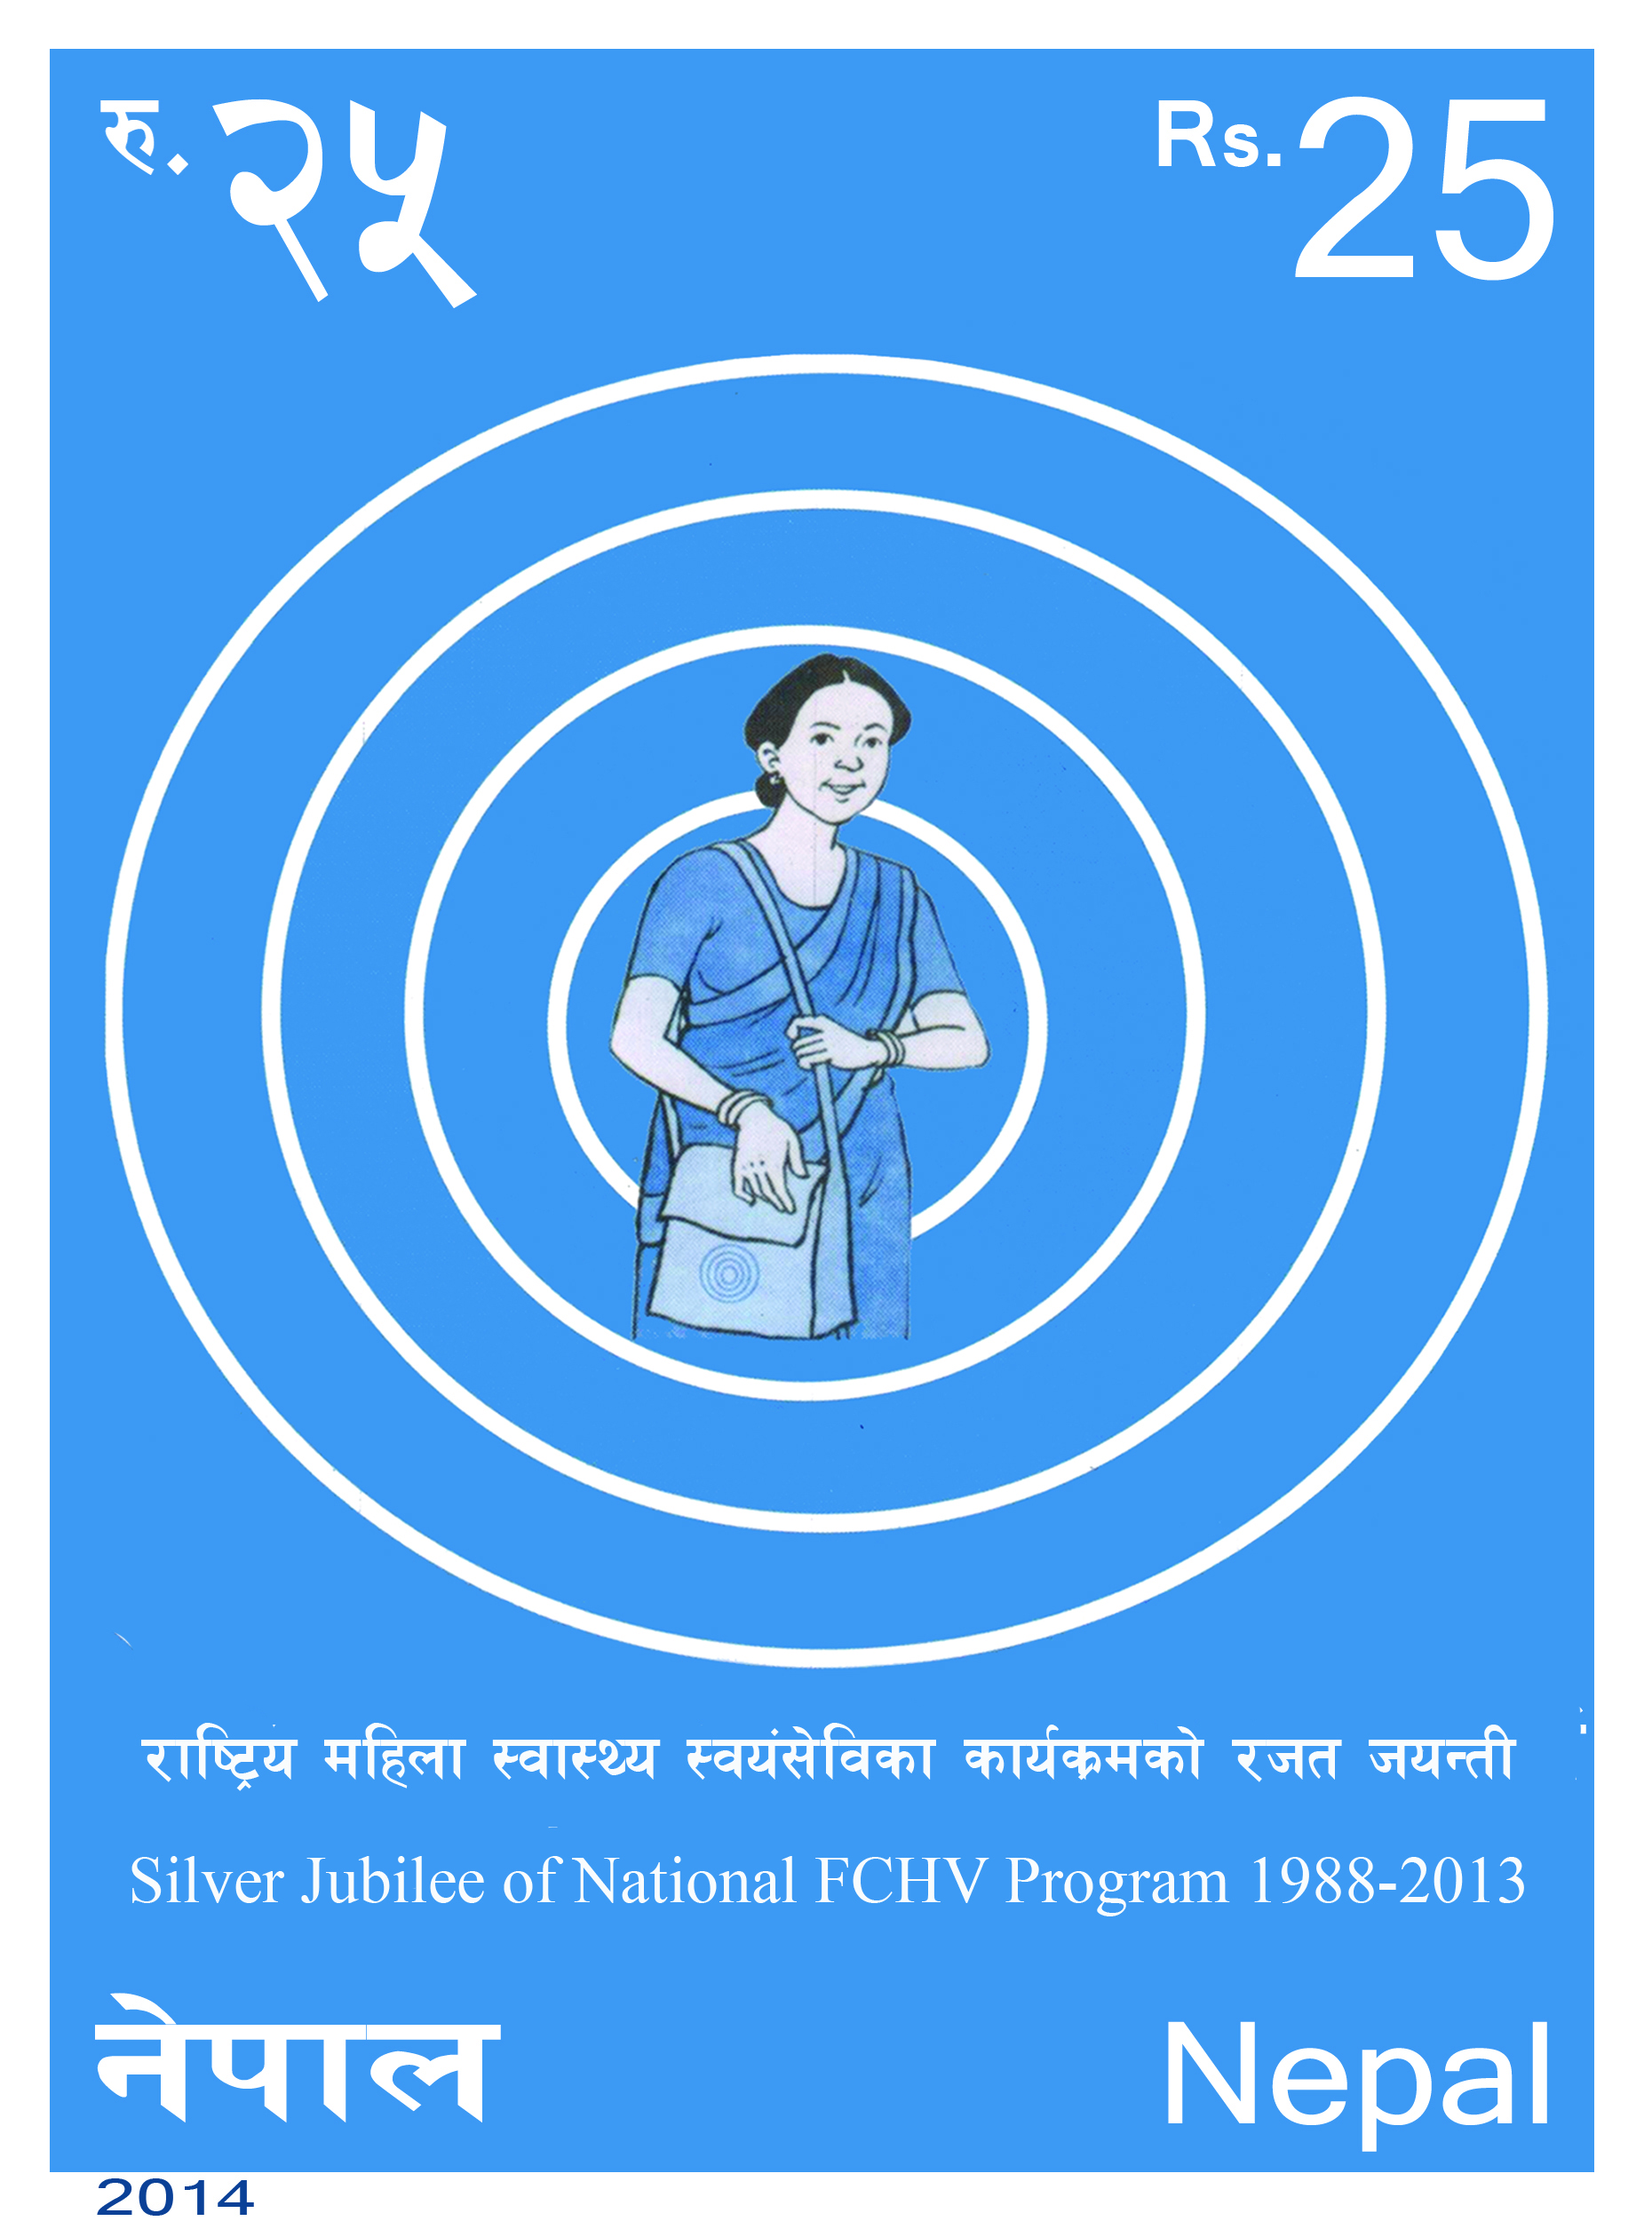 रु.२५ Rs.25
राष्ट्रिय महिला स्वास्थ्य स्वयंसेविका कार्यक्रमको रजत जयन्ती
Silver Jubilee of National FCHV Program 1988-2013
नेपाल Nepal
2014